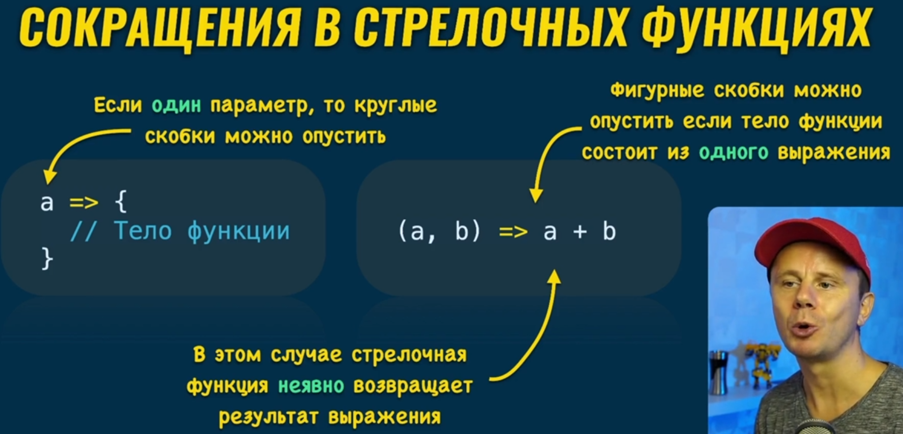 СОКРАЩЕНИЯ В СТРЕЛОЧНЫХ ФУНКЦИЯХ
Если один параметр, то круглые
скобки можно опустить
Фигурные скобки можно
опустить если тело функции
состоит из одного выражения
a => {
// Тело функции
}
(a, b) => a + b
В этом случае стрелочная
функция неявно возвращает
результат выражения